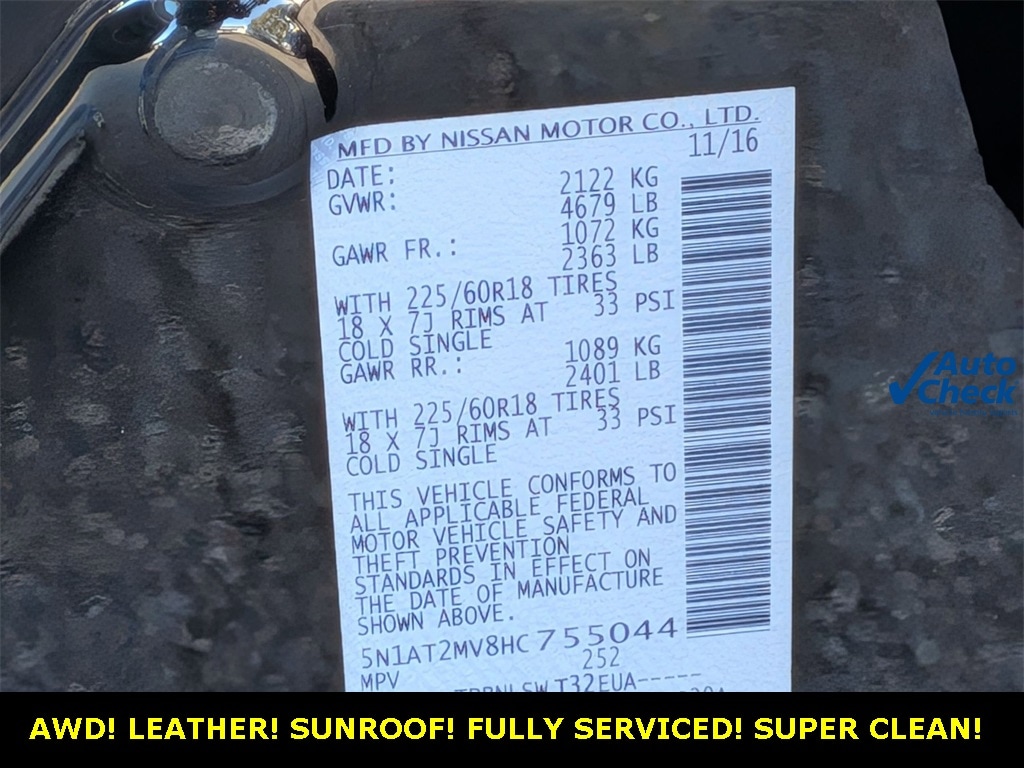 MFD BY NISSAN MOTOR CO., LTD.
DATE: 11/16
GVWR: 2122 KG
4679 LB
GAWR FR.: 1072 KG
2363 LB
WITH 225/60R18 TIRES
18 X 7J RIMS AT 33 PSI
COLD SINGLE
GAWR RR.: 1089 KG
2401 LB
WITH 225/60R18 TIRES
18 X 7J RIMS AT 33 PSI
COLD SINGLE
THIS VEHICLE CONFORMS TO
ALL APPLICABLE FEDERAL
MOTOR VEHICLE SAFETY AND
THEFT PREVENTION
STANDARDS IN EFFECT ON
THE DATE OF MANUFACTURE
SHOWN ABOVE.
5N1AT2MV8HC755044
MPV 252
T32EUA-----
Auto
Check
AWD! LEATHER! SUNROOF! FULLY SERVICED! SUPER CLEAN!